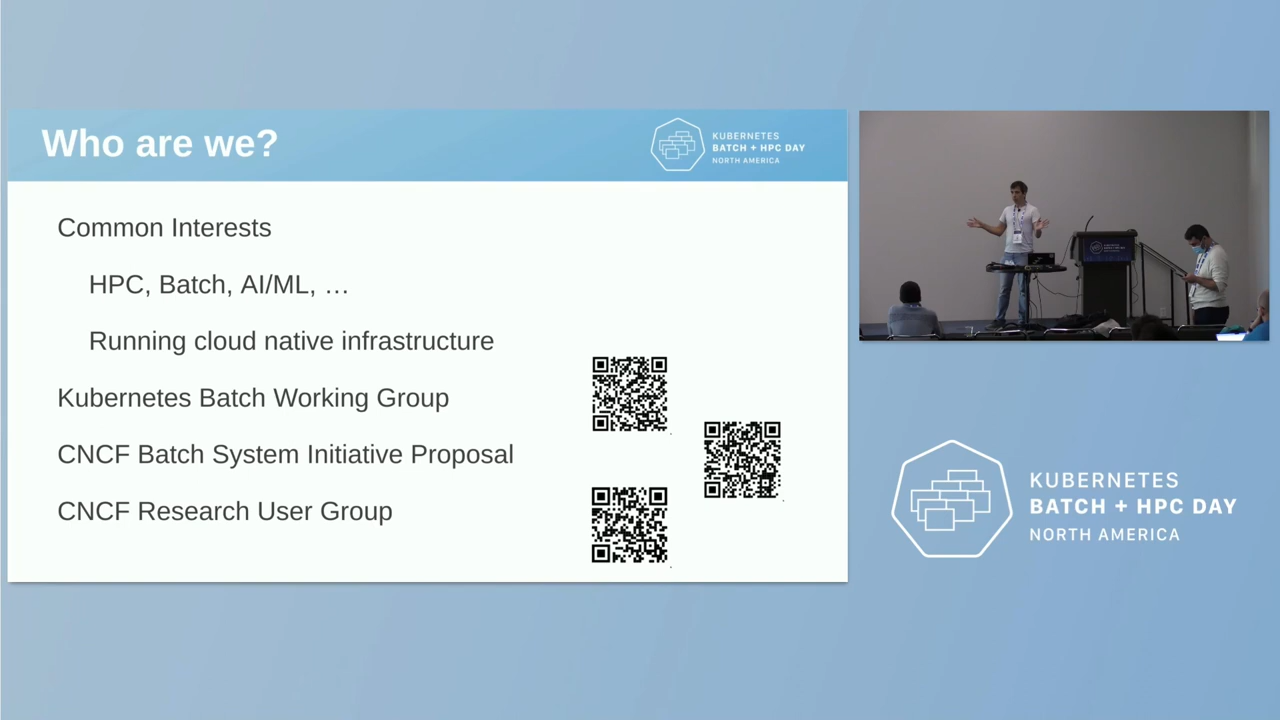 Who are we?
KUBERNETES
BATCH + HPC DAY
NORTH AMERICA
Common Interests
HPC, Batch, AI/ML, …
Running cloud native infrastructure
Kubernetes Batch Working Group
CNCF Batch System Initiative Proposal
CNCF Research User Group
KUBERNETES
BATCH + HPC DAY
NORTH AMERICA